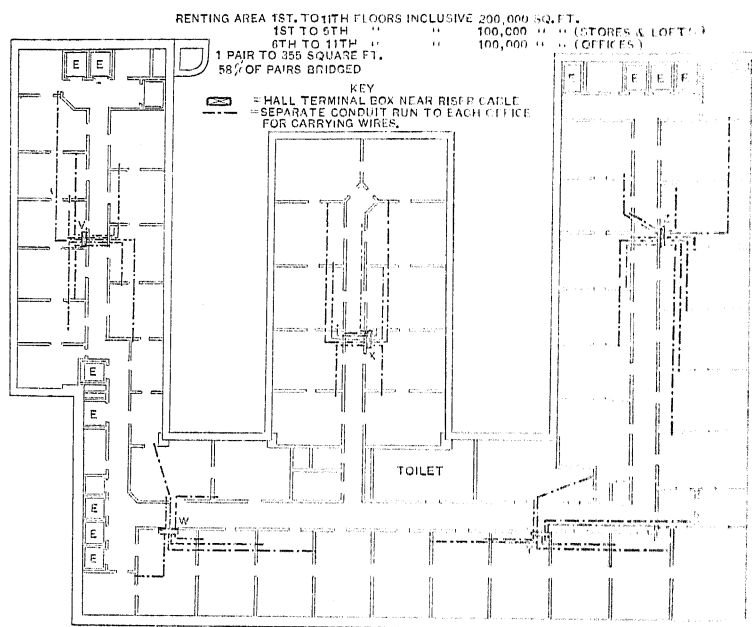 RENTING AREA 1ST. TO 11TH FLOORS INCLUSIVE 200,000 SQ. FT.
1ST TO 5TH " " 100,000 " " (STORES & LOFTS)
6TH TO 11TH " " 100,000 " " (OFFICES)
1 PAIR TO 355 SQUARE FT.
58% OF PAIRS BRIDGED
KEY
= HALL TERMINAL BOX NEAR RISER CABLE
= SEPARATE CONDUIT RUN TO EACH OFFICE
FOR CARRYING WIRES.
E E
E E E E
V
X
E
E
TOILET
E
W
E
E